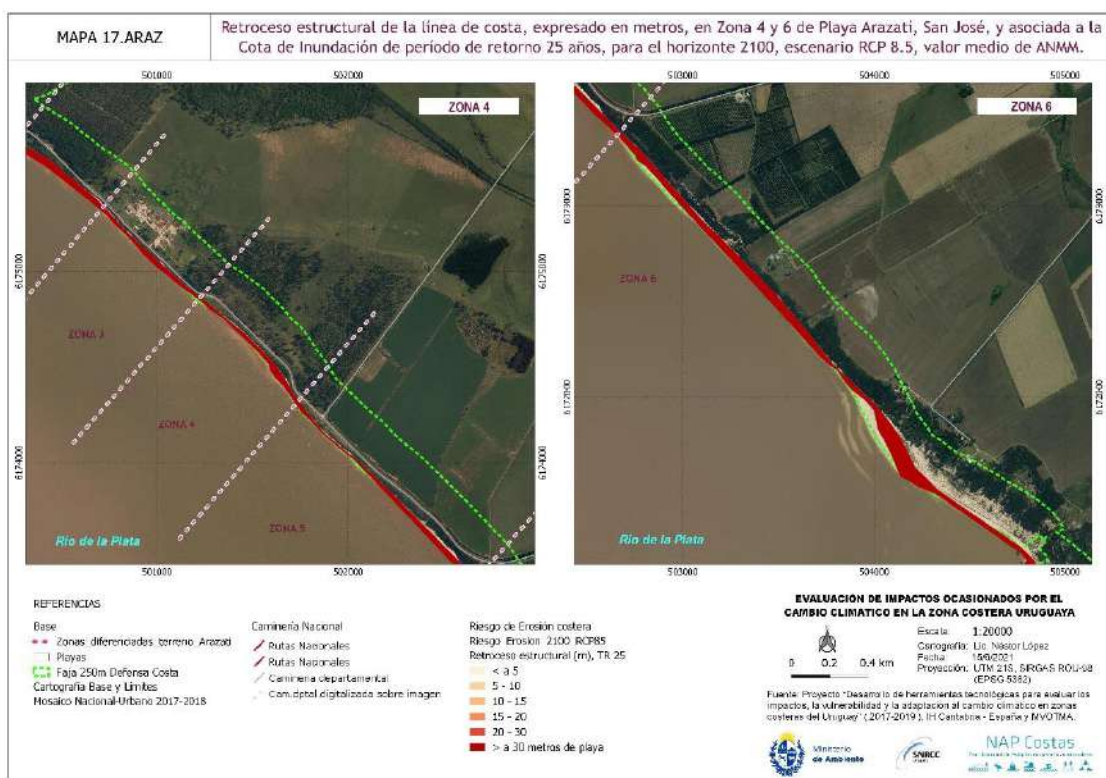 MAPA 17.ARAZ
Retroceso estructural de la línea de costa, expresado en metros, en Zona 4 y 6 de Playa Arazatí, San José, y asociada a la
Cota de Inundación de período de retorno 25 años, para el horizonte 2100, escenario RCP 8.5, valor medio de ANMM.
501000
502000
503000
504000
505000
ZONA 4
ZONA 6
6175000
6174000
ZONA 3
ZONA 4
ZONA 5
Río de la Plata
ZONA 6
Río de la Plata
501000
502000
503000
504000
505000
REFERENCIAS
Base
Zonas diferenciadas terreno Arazatí
Playas
Faja 250m Defensa Costa
Cartografía Base y Límites
Mosaico Nacional-Urbano 2017-2018
Caminería Nacional
Rutas Nacionales
Rutas Nacionales
Camineria departamental
Cam.dptal digitalizada sobre imagen
Riesgo de Erosión costera
Riesgo Erosion 2100 RCP85
Retroceso estructural (m), TR 25
< a 5
5 - 10
10 - 15
15 - 20
20 - 30
> a 30 metros de playa
EVALUACIÓN DE IMPACTOS OCASIONADOS POR EL
CAMBIO CLIMATICO EN LA ZONA COSTERA URUGUAYA
0 0.2 0.4 km
Escala: 1:20000
Cartografía: Lic. Néstor López
Fecha:
Proyección: UTM 21S, SIRGAS ROU-98
(EPSG 5382)
Fuente: Proyecto "Desarrollo de herramientas tecnológicas para evaluar los
impactos, la vulnerabilidad y la adaptación al cambio climático en zonas
costeras del Uruguay" (2017-2019), IH Cantabria - España y MVOTMA.
Ministerio
de Ambiente
SNRCC
NAP Costas